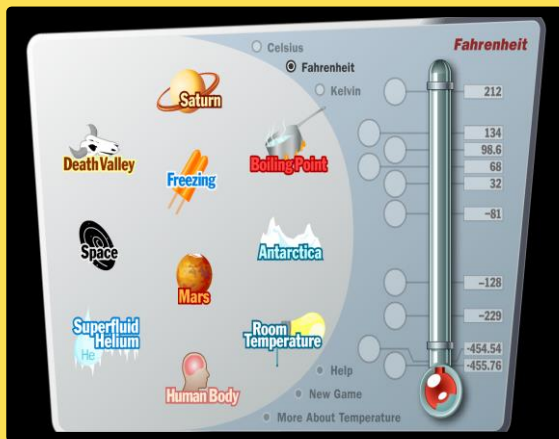 Celsius
Fahrenheit
Kelvin
Fahrenheit
Saturn
Death Valley
Freezing
Boiling Point
Space
Mars
Antarctica
Superfluid
Helium
He
Room
Temperature
Human Body
212
134
98.6
68
32
-81
-128
-229
-454.54
-455.76
Help
New Game
More About Temperature